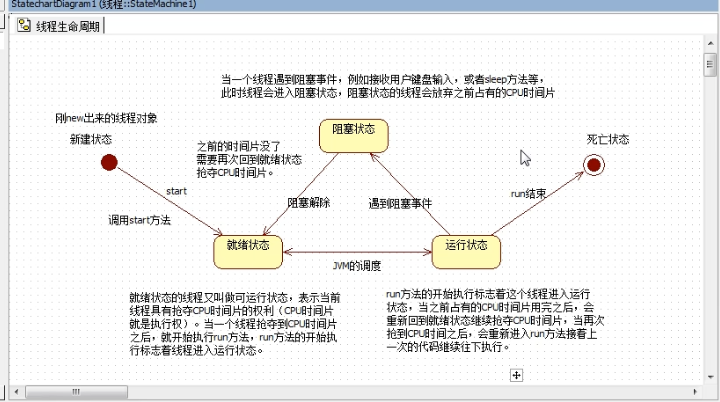 StatechartDiagram1 (线程::StateMachine1)
线程生命周期
当一个线程遇到阻塞事件，例如接收用户键盘输入，或者sleep方法等，
此时线程会进入阻塞状态，阻塞状态的线程会放弃之前占有的CPU时间片
刚new出来的线程对象
新建状态
阻塞状态
死亡状态
之前的时间片没了
需要再次回到就绪状态
抢夺CPU时间片。
start
阻塞解除
遇到阻塞事件
run结束
调用start方法
就绪状态
运行状态
JVM的调度
就绪状态的线程又叫做可运行状态，表示当前
线程具有抢夺CPU时间片的权利（CPU时间片
就是执行权）。当一个线程抢夺到CPU时间片
之后，就开始执行run方法，run方法的开始执
行标志着线程进入运行状态。
run方法的开始执行标志着这个线程进入运行
状态，当之前占有的CPU时间片用完之后，会
重新回到就绪状态继续抢夺CPU时间片，当再次
抢到CPU时间之后，会重新进入run方法接着上
一次的代码继续往下执行。